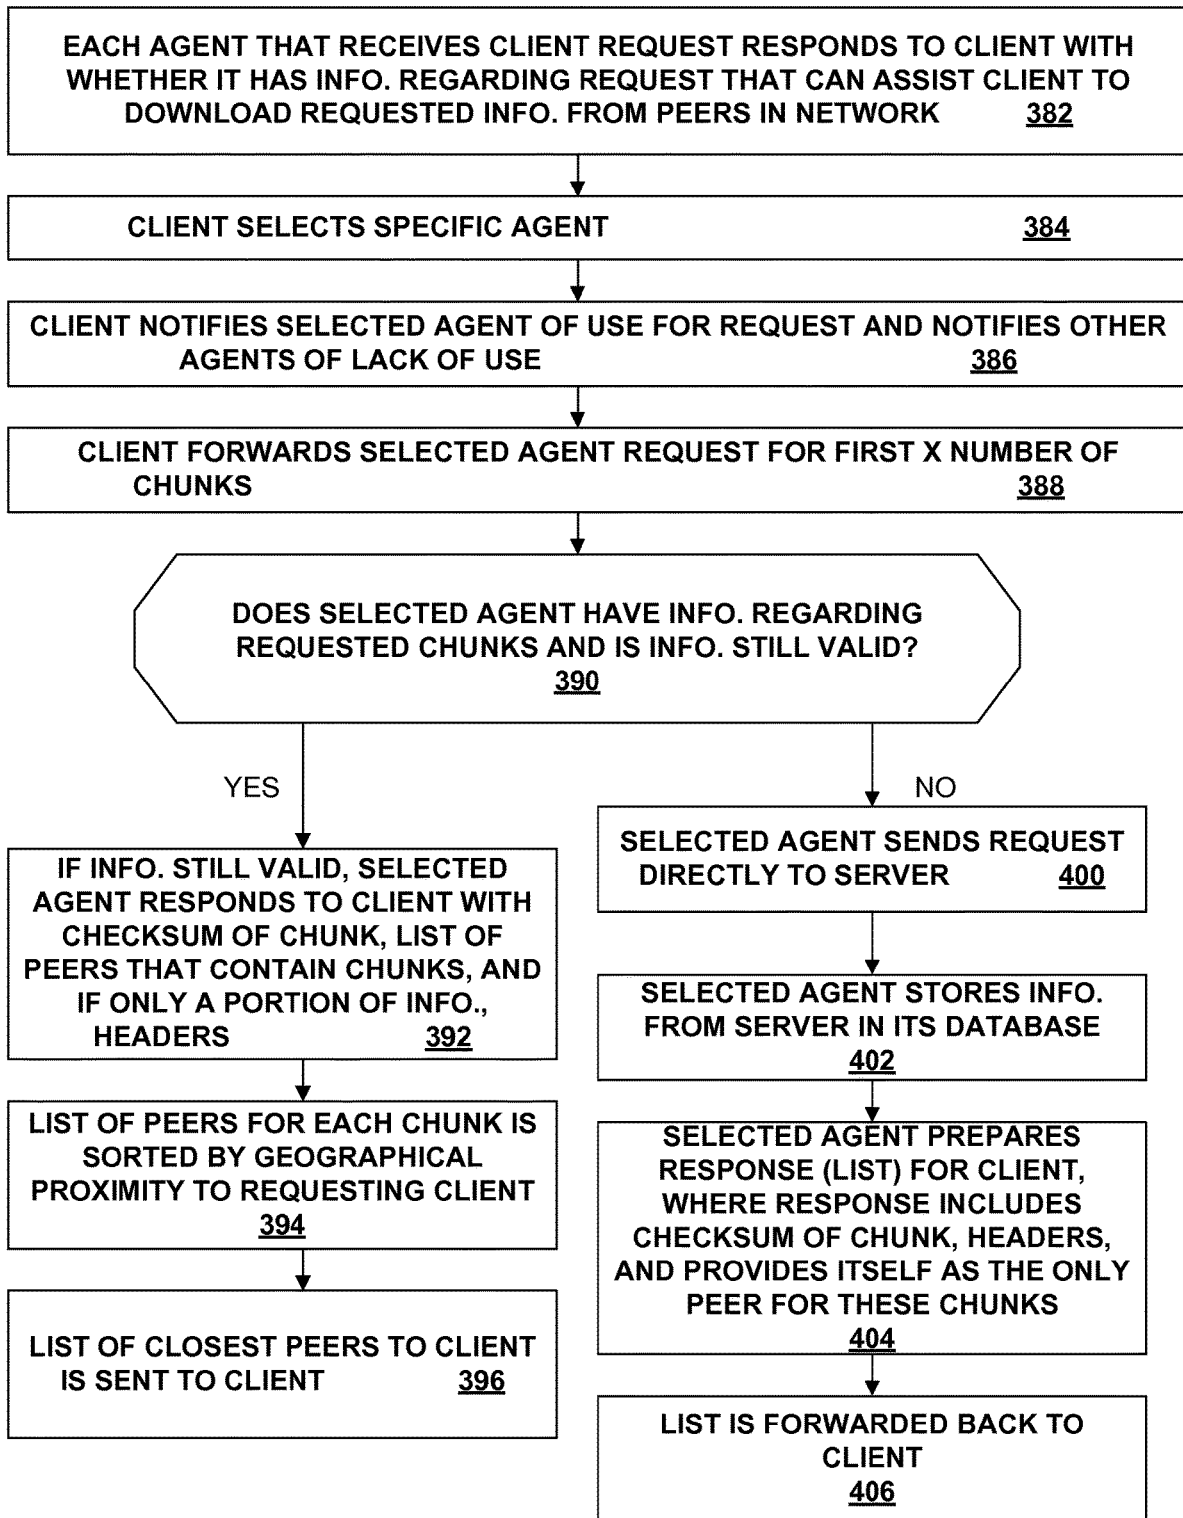 EACH AGENT THAT RECEIVES CLIENT REQUEST RESPONDS TO CLIENT WITH
WHETHER IT HAS INFO. REGARDING REQUEST THAT CAN ASSIST CLIENT TO
DOWNLOAD REQUESTED INFO. FROM PEERS IN NETWORK 382
CLIENT SELECTS SPECIFIC AGENT 384
CLIENT NOTIFIES SELECTED AGENT OF USE FOR REQUEST AND NOTIFIES OTHER
AGENTS OF LACK OF USE 386
CLIENT FORWARDS SELECTED AGENT REQUEST FOR FIRST X NUMBER OF
CHUNKS 388
DOES SELECTED AGENT HAVE INFO. REGARDING
REQUESTED CHUNKS AND IS INFO. STILL VALID?
390
YES
IF INFO. STILL VALID, SELECTED
AGENT RESPONDS TO CLIENT WITH
CHECKSUM OF CHUNK, LIST OF
PEERS THAT CONTAIN CHUNKS, AND
IF ONLY A PORTION OF INFO.,
HEADERS 392
LIST OF PEERS FOR EACH CHUNK IS
SORTED BY GEOGRAPHICAL
PROXIMITY TO REQUESTING CLIENT
394
LIST OF CLOSEST PEERS TO CLIENT
IS SENT TO CLIENT 396
NO
SELECTED AGENT SENDS REQUEST
DIRECTLY TO SERVER 400
SELECTED AGENT STORES INFO.
FROM SERVER IN ITS DATABASE
402
SELECTED AGENT PREPARES
RESPONSE (LIST) FOR CLIENT,
WHERE RESPONSE INCLUDES
CHECKSUM OF CHUNK, HEADERS,
AND PROVIDES ITSELF AS THE ONLY
PEER FOR THESE CHUNKS
404
LIST IS FORWARDED BACK TO
CLIENT
406